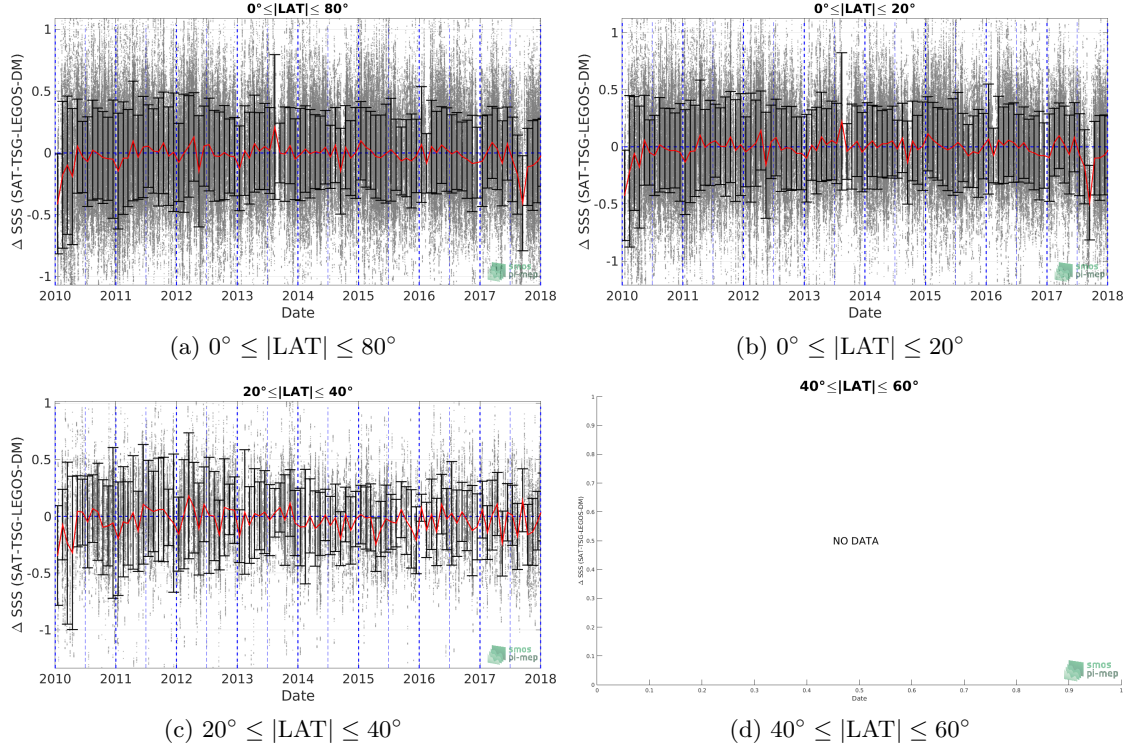 0°≤|LAT|≤ 80°
Δ SSS (SAT-TSG-LEGOS-DM)
1
0.5
0
-0.5
-1
2010 2011 2012 2013 2014 2015 2016 2017 2018
Date
smos
pi-mep
(a) 0° ≤ |LAT| ≤ 80°
0°≤|LAT|≤ 20°
Δ SSS (SAT-TSG-LEGOS-DM)
1
0.5
0
-0.5
-1
2010 2011 2012 2013 2014 2015 2016 2017 2018
Date
smos
pi-mep
(b) 0° ≤ |LAT| ≤ 20°
20°≤|LAT|≤ 40°
Δ SSS (SAT-TSG-LEGOS-DM)
1
0.5
0
-0.5
-1
2010 2011 2012 2013 2014 2015 2016 2017 2018
Date
smos
pi-mep
(c) 20° ≤ |LAT| ≤ 40°
40°≤|LAT|≤ 60°
Δ SSS (SAT-TSG-LEGOS-DM)
1
0.9
0.8
0.7
0.6
0.5
0.4
0.3
0.2
0.1
0
NO DATA
0 0.1 0.2 0.3 0.4 0.5 0.6 0.7 0.8 0.9 1
Date
smos
pi-mep
(d) 40° ≤ |LAT| ≤ 60°